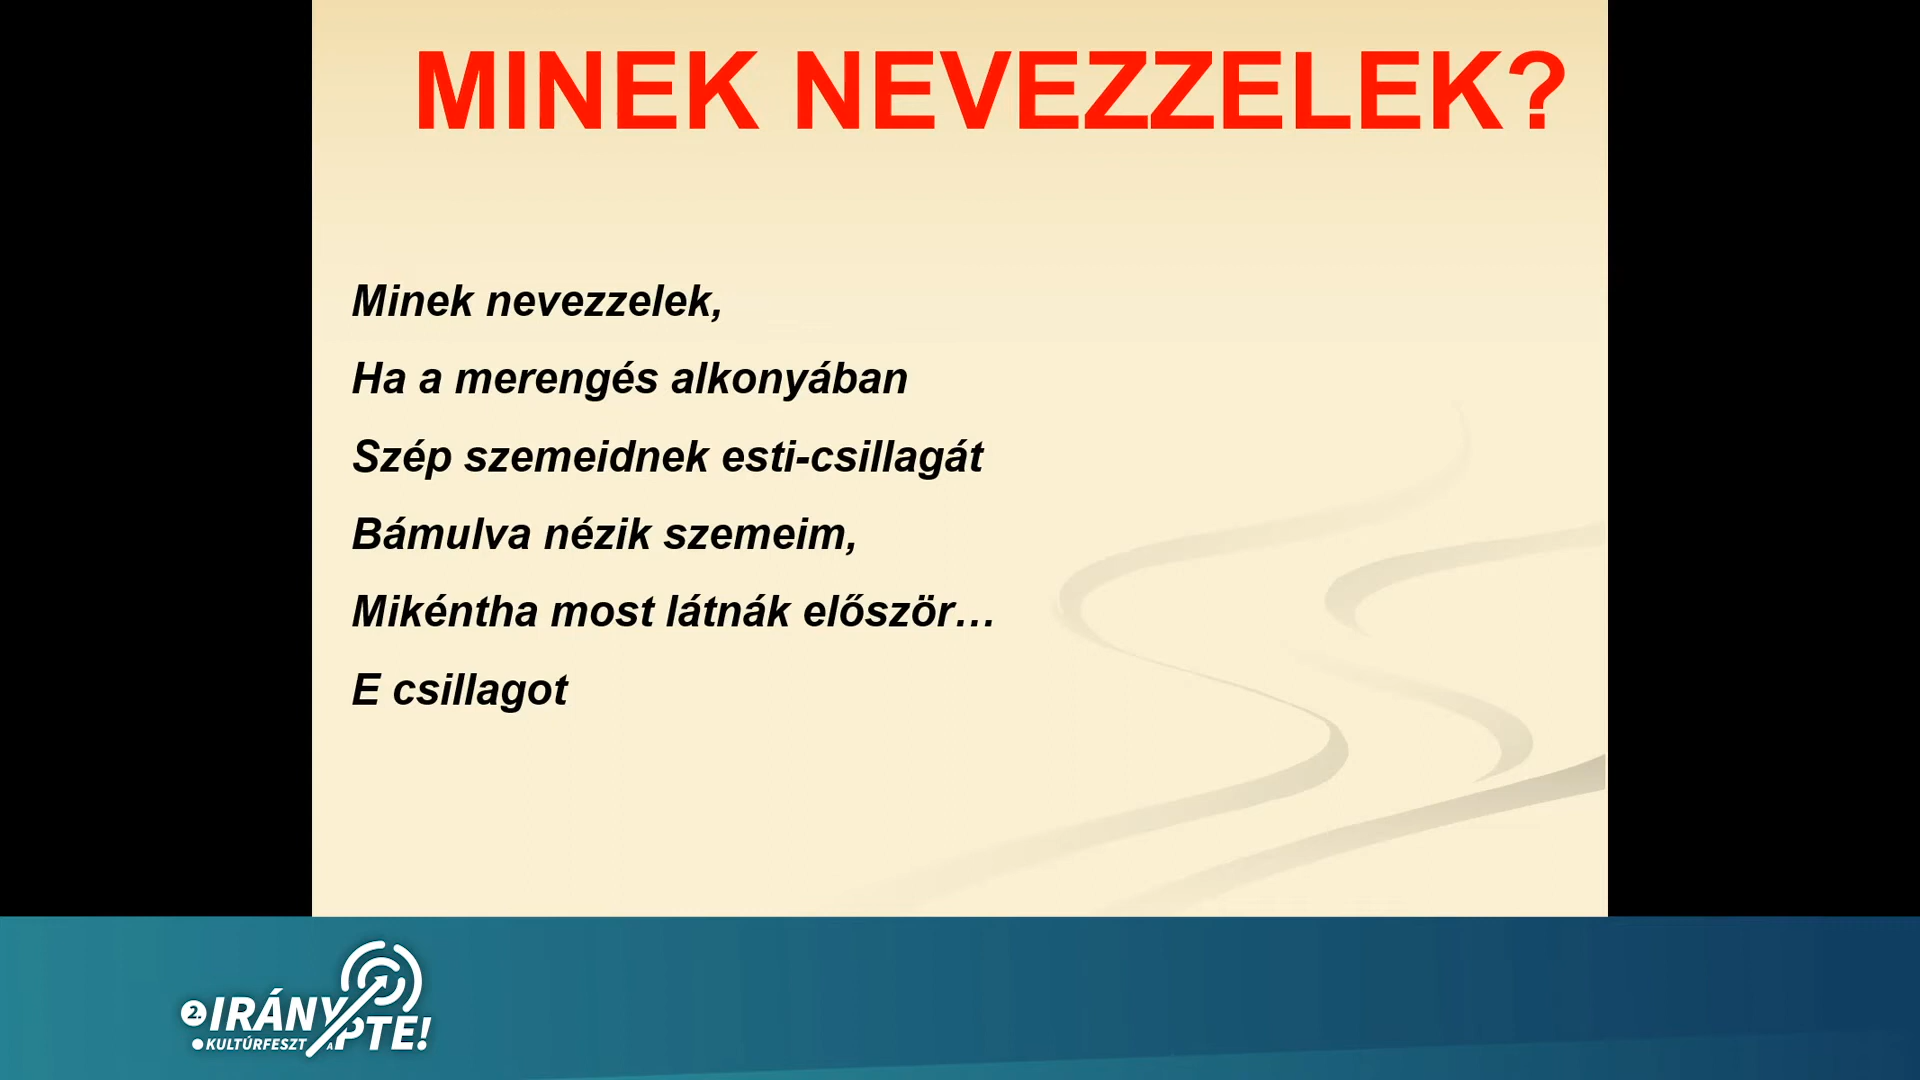 MINEK NEVEZZELEK?
Minek nevezzelek,
Ha a merengés alkonyában
Szép szemeidnek esti-csillagát
Bámulva nézik szemeim,
Mikéntha most látnák először…
E csillagot
2. IRÁNY
KULTÚRFESZT A PTE!